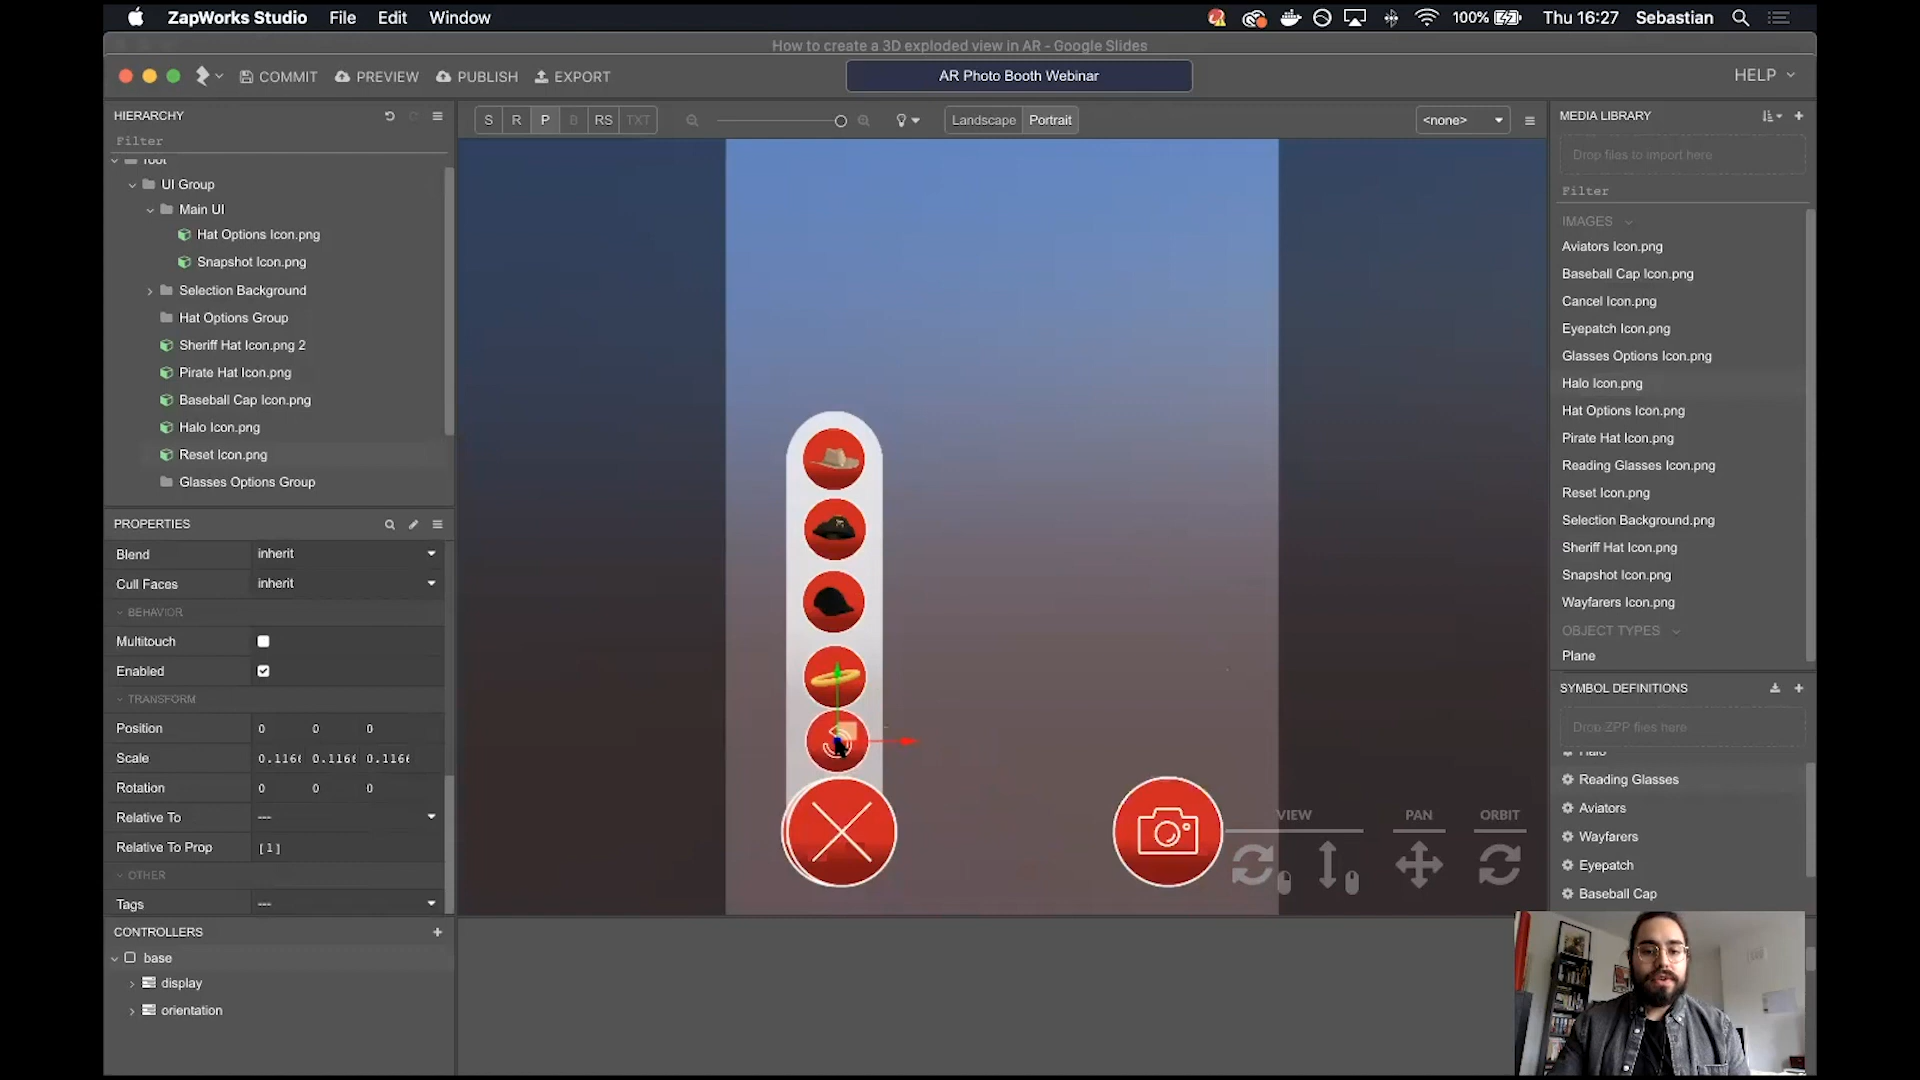 ZapWorks Studio File Edit Window 100% Thu 16:27 Sebastian
How to create a 3D exploded view in AR - Google Slides
COMMIT PREVIEW PUBLISH EXPORT AR Photo Booth Webinar HELP
HIERARCHY
Filter
root
UI Group
Main UI
Hat Options Icon.png
Snapshot Icon.png
Selection Background
Hat Options Group
Sheriff Hat Icon.png 2
Pirate Hat Icon.png
Baseball Cap Icon.png
Halo Icon.png
Reset Icon.png
Glasses Options Group
PROPERTIES
Blend inherit
Cull Faces inherit
BEHAVIOR
Multitouch
Enabled
TRANSFORM
Position 0 0 0
Scale 0.116 0.116 0.116
Rotation 0 0 0
Relative To ---
Relative To Prop [1]
OTHER
Tags ---
CONTROLLERS
base
display
orientation
S R P B RS TXT Landscape Portrait <none>
VIEW PAN ORBIT
MEDIA LIBRARY
Drop files to import here
Filter
IMAGES
Aviators Icon.png
Baseball Cap Icon.png
Cancel Icon.png
Eyepatch Icon.png
Glasses Options Icon.png
Halo Icon.png
Hat Options Icon.png
Pirate Hat Icon.png
Reading Glasses Icon.png
Reset Icon.png
Selection Background.png
Sheriff Hat Icon.png
Snapshot Icon.png
Wayfarers Icon.png
OBJECT TYPES
Plane
SYMBOL DEFINITIONS
Drop ZPP files here
Halo
Reading Glasses
Aviators
Wayfarers
Eyepatch
Baseball Cap